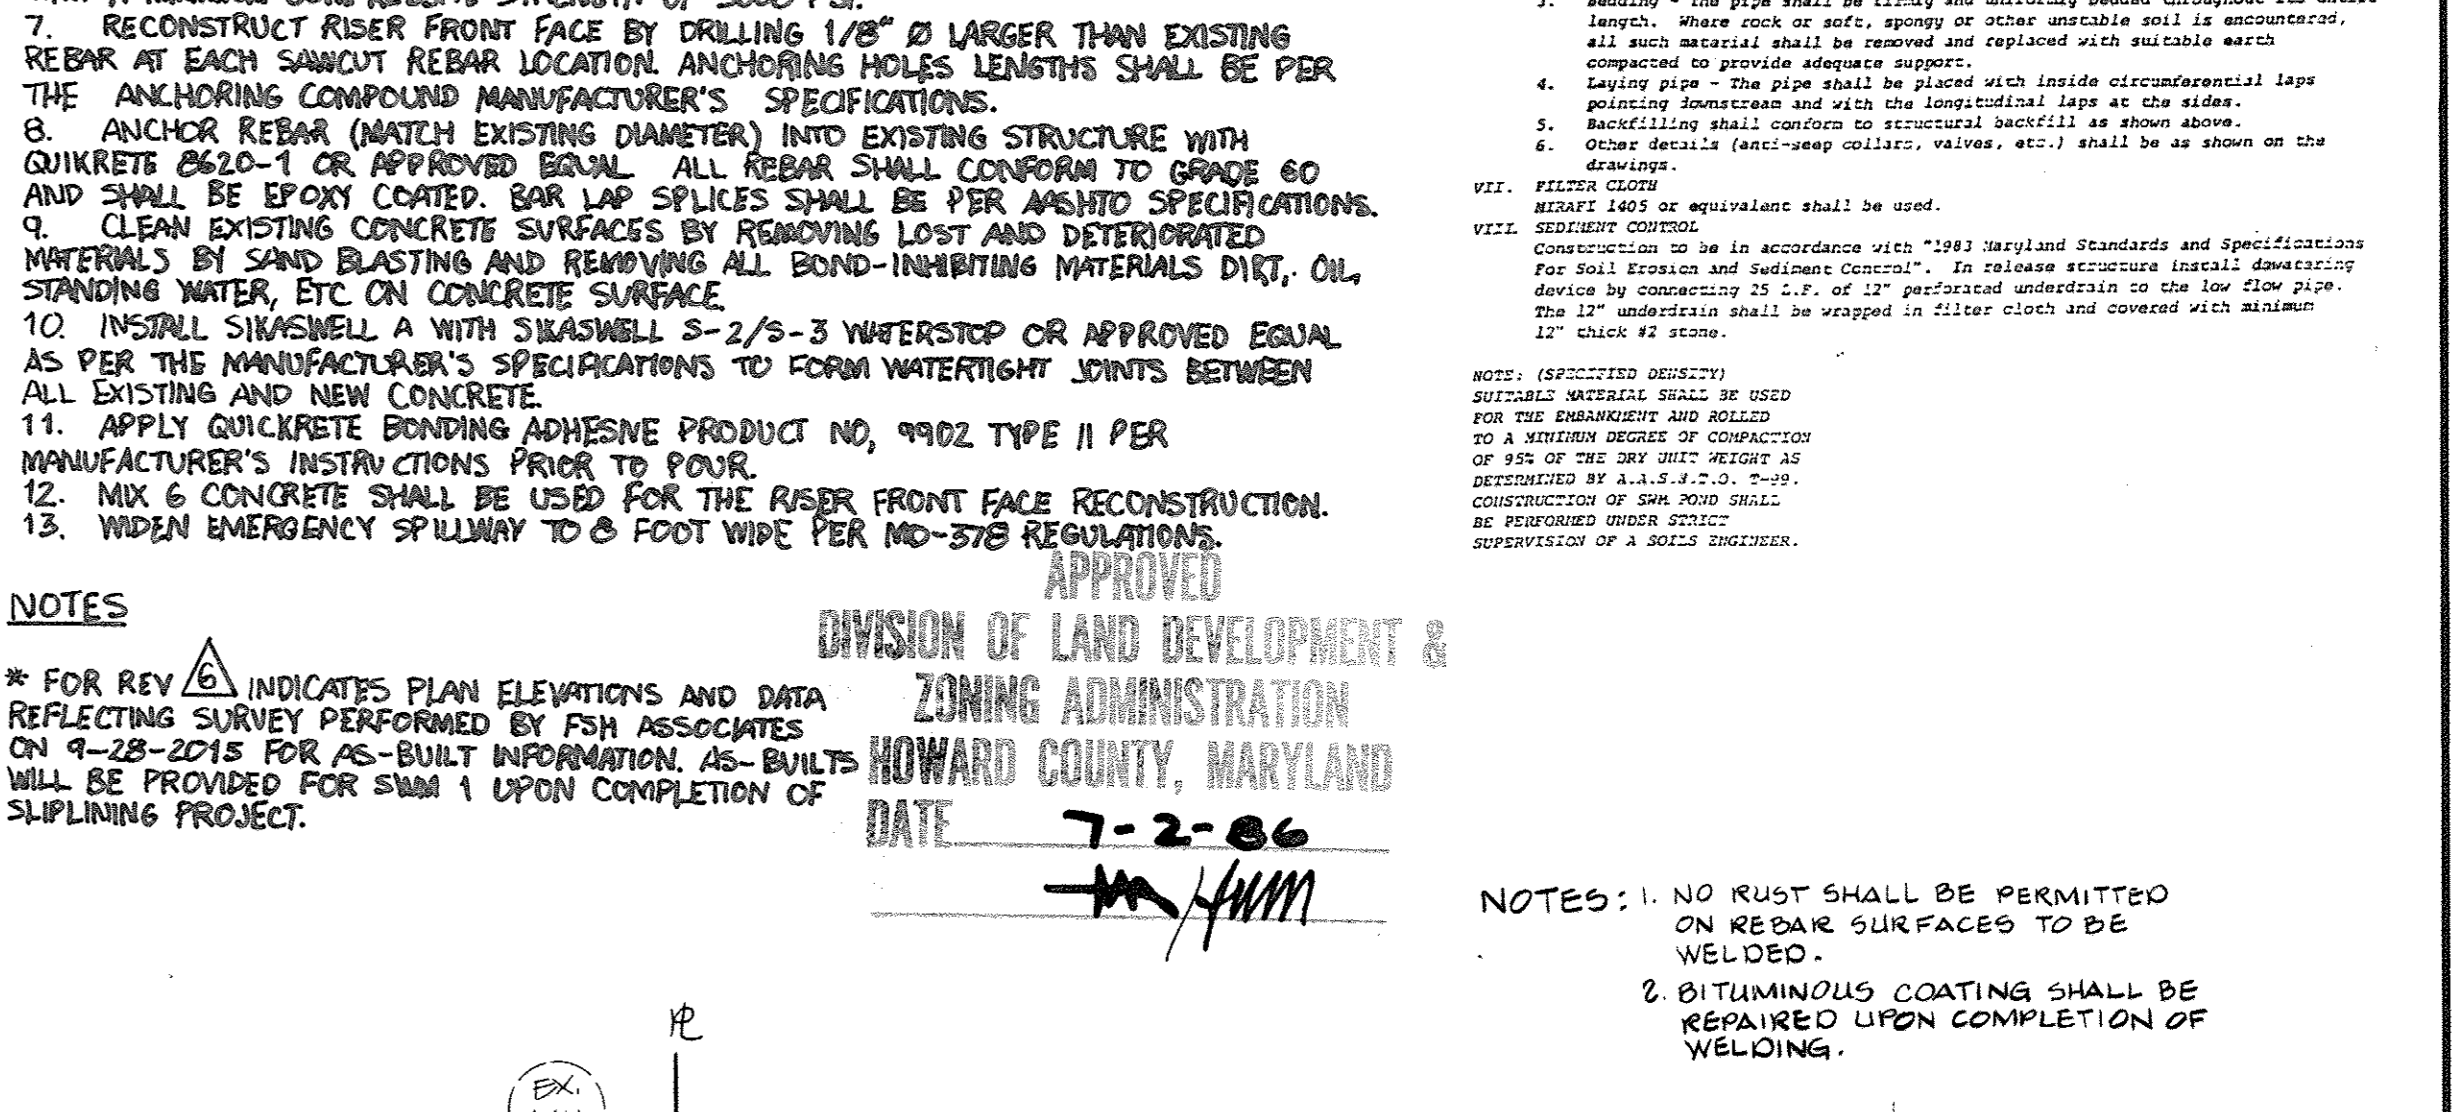 7. RECONSTRUCT RISER FRONT FACE BY DRILLING 1/8" Ø LARGER THAN EXISTING
REBAR AT EACH SAWCUT REBAR LOCATION. ANCHORING HOLES LENGTHS SHALL BE PER
THE ANCHORING COMPOUND MANUFACTURER'S SPECIFICATIONS.
8. ANCHOR REBAR (MATCH EXISTING DIAMETER) INTO EXISTING STRUCTURE WITH
QUIKRETE 8620-1 OR APPROVED EQUAL. ALL REBAR SHALL CONFORM TO GRADE 60
AND SHALL BE EPOXY COATED. BAR LAP SPLICES SHALL BE PER AASHTO SPECIFICATIONS.
9. CLEAN EXISTING CONCRETE SURFACES BY REMOVING LOST AND DETERIORATED
MATERIALS BY SAND BLASTING AND REMOVING ALL BOND-INHIBITING MATERIALS DIRT, OIL,
STANDING WATER, ETC ON CONCRETE SURFACE.
10. INSTALL SIKASWELL A WITH SIKASWELL S-2/S-3 WATERSTOP OR APPROVED EQUAL
AS PER THE MANUFACTURER'S SPECIFICATIONS TO FORM WATERTIGHT JOINTS BETWEEN
ALL EXISTING AND NEW CONCRETE.
11. APPLY QUICKRETE BONDING ADHESIVE PRODUCT NO, 9902 TYPE II PER
MANUFACTURER'S INSTRUCTIONS PRIOR TO POUR.
12. MIX 6 CONCRETE SHALL BE USED FOR THE RISER FRONT FACE RECONSTRUCTION.
13. WIDEN EMERGENCY SPILLWAY TO 8 FOOT WIDE PER MD-378 REGULATIONS.
NOTES
* FOR REV 6 INDICATES PLAN ELEVATIONS AND DATA
REFLECTING SURVEY PERFORMED BY FSH ASSOCIATES
ON 9-28-2015 FOR AS-BUILT INFORMATION. AS-BUILTS
WILL BE PROVIDED FOR SWM 1 UPON COMPLETION OF
SLIPLINING PROJECT.
APPROVED
DIVISION OF LAND DEVELOPMENT &
ZONING ADMINISTRATION
HOWARD COUNTY, MARYLAND
DATE 7-2-86
PL
EX.
length. Where rock or soft, spongy or other unstable soil is encountered,
all such material shall be removed and replaced with suitable earth
compacted to provide adequate support.
4. Laying pipe - The pipe shall be placed with inside circumferential laps
pointing downstream and with the longitudinal laps at the sides.
5. Backfilling shall conform to structural backfill as shown above.
6. Other details (anti-seep collars, valves, etc.) shall be as shown on the
drawings.
VII. FILTER CLOTH
MIRAFI 140S or equivalent shall be used.
VIII. SEDIMENT CONTROL
Construction to be in accordance with "1983 Maryland Standards and Specifications
For Soil Erosion and Sediment Control". In release structure install dewatering
device by connecting 25 L.F. of 12" perforated underdrain to the low flow pipe.
The 12" underdrain shall be wrapped in filter cloth and covered with minimum
12" thick #2 stone.
NOTE: (SPECIFIED DENSITY)
SUITABLE MATERIAL SHALL BE USED
FOR THE EMBANKMENT AND ROLLED
TO A MINIMUM DEGREE OF COMPACTION
OF 95% OF THE DRY UNIT WEIGHT AS
DETERMINED BY A.A.S.H.T.O. T-99.
CONSTRUCTION OF SWM POND SHALL
BE PERFORMED UNDER STRICT
SUPERVISION OF A SOILS ENGINEER.
NOTES: 1. NO RUST SHALL BE PERMITTED
ON REBAR SURFACES TO BE
WELDED.
2. BITUMINOUS COATING SHALL BE
REPAIRED UPON COMPLETION OF
WELDING.